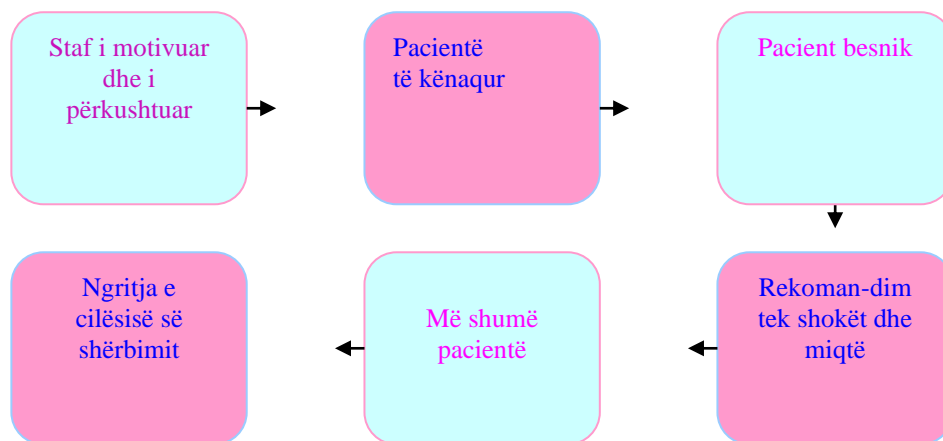 Staf i motivuar
dhe i
përkushtuar
Pacientë
të kënaqur
Pacient besnik
Rekoman-dim
tek shokët dhe
miqtë
Më shumë
pacientë
Ngritja e
cilësisë së
shërbimit